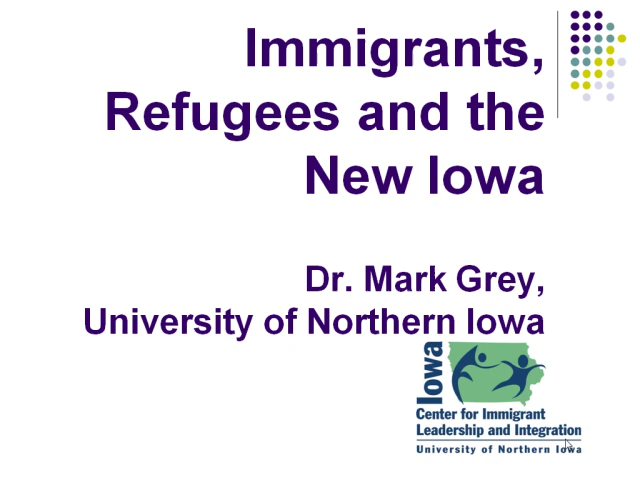 Immigrants,
Refugees and the
New Iowa
Dr. Mark Grey,
University of Northern Iowa
Iowa
Center for Immigrant
Leadership and Integration
University of Northern Iowa